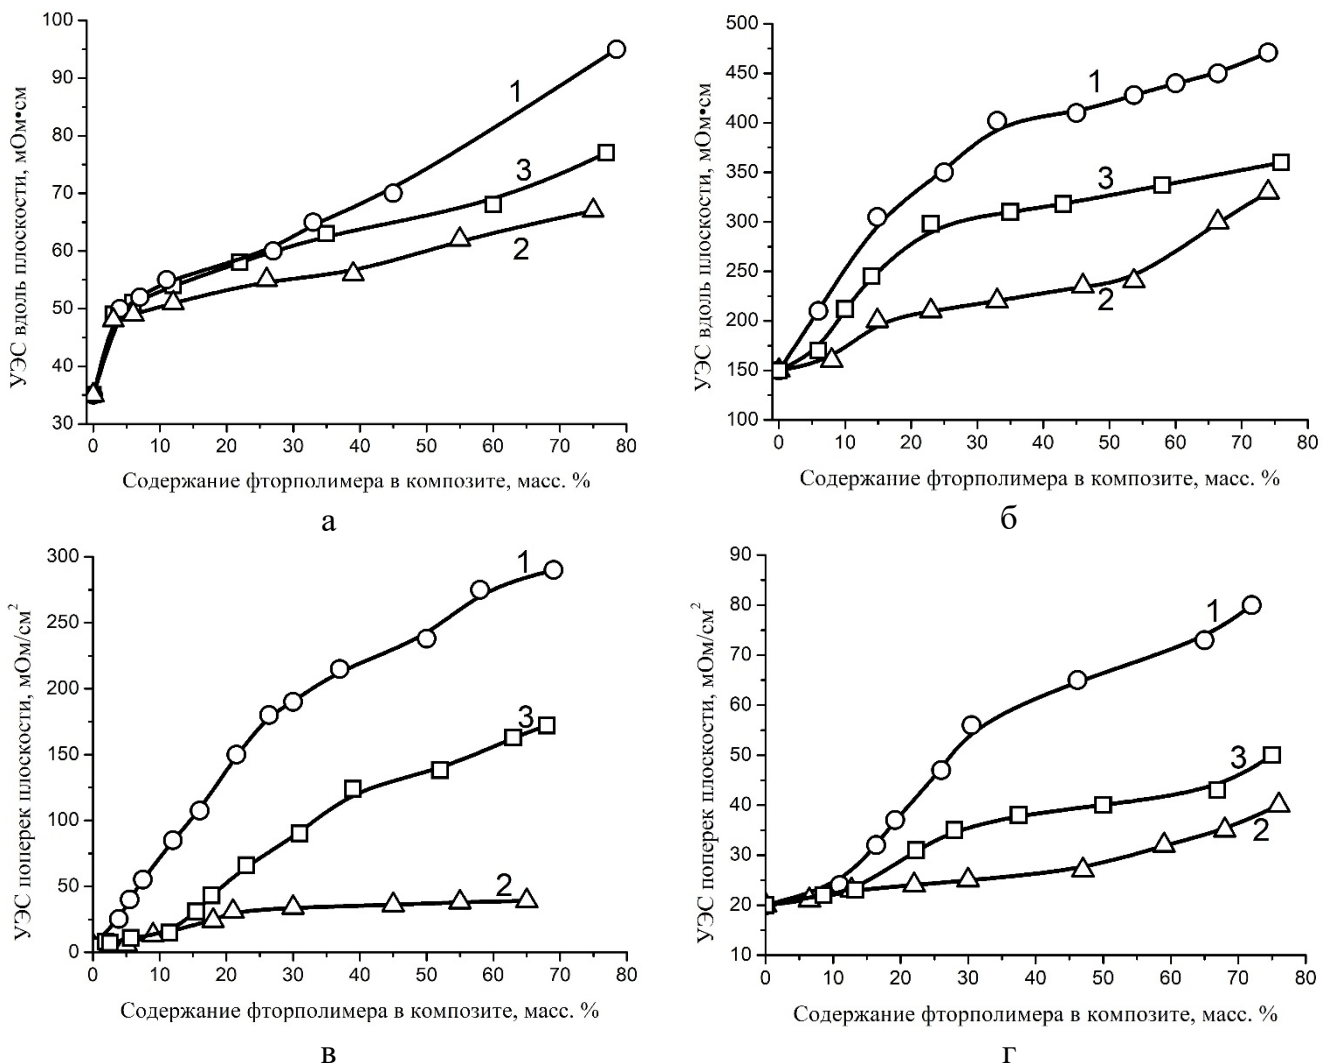 УЭС вдоль плоскости, мОм•см
100
90
80
70
60
50
40
30
1
3
2
0 10 20 30 40 50 60 70 80
Содержание фторполимера в композите, масс. %
а
УЭС вдоль плоскости, мОм•см
500
450
400
350
300
250
200
150
100
1
3
2
0 10 20 30 40 50 60 70 80
Содержание фторполимера в композите, масс. %
б
УЭС поперек плоскости, мОм/см²
300
250
200
150
100
50
0
1
3
2
0 10 20 30 40 50 60 70 80
Содержание фторполимера в композите, масс. %
в
УЭС поперек плоскости, мОм/см²
90
80
70
60
50
40
30
20
10
1
3
2
0 10 20 30 40 50 60 70 80
Содержание фторполимера в композите, масс. %
г